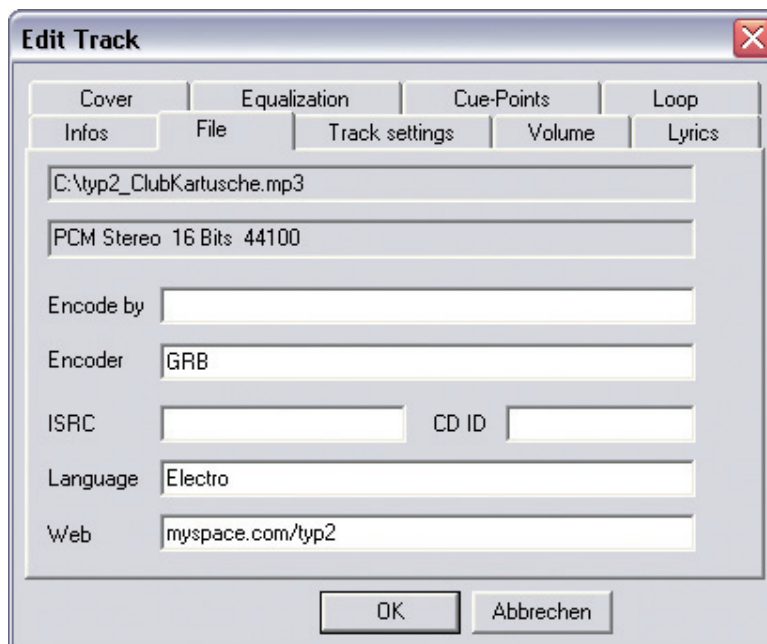 Edit Track
Cover Equalization Cue-Points Loop
Infos File Track settings Volume Lyrics
C:\typ2_ClubKartusche.mp3
PCM Stereo 16 Bits 44100
Encode by
Encoder GRB
ISRC CD ID
Language Electro
Web myspace.com/typ2
OK Abbrechen